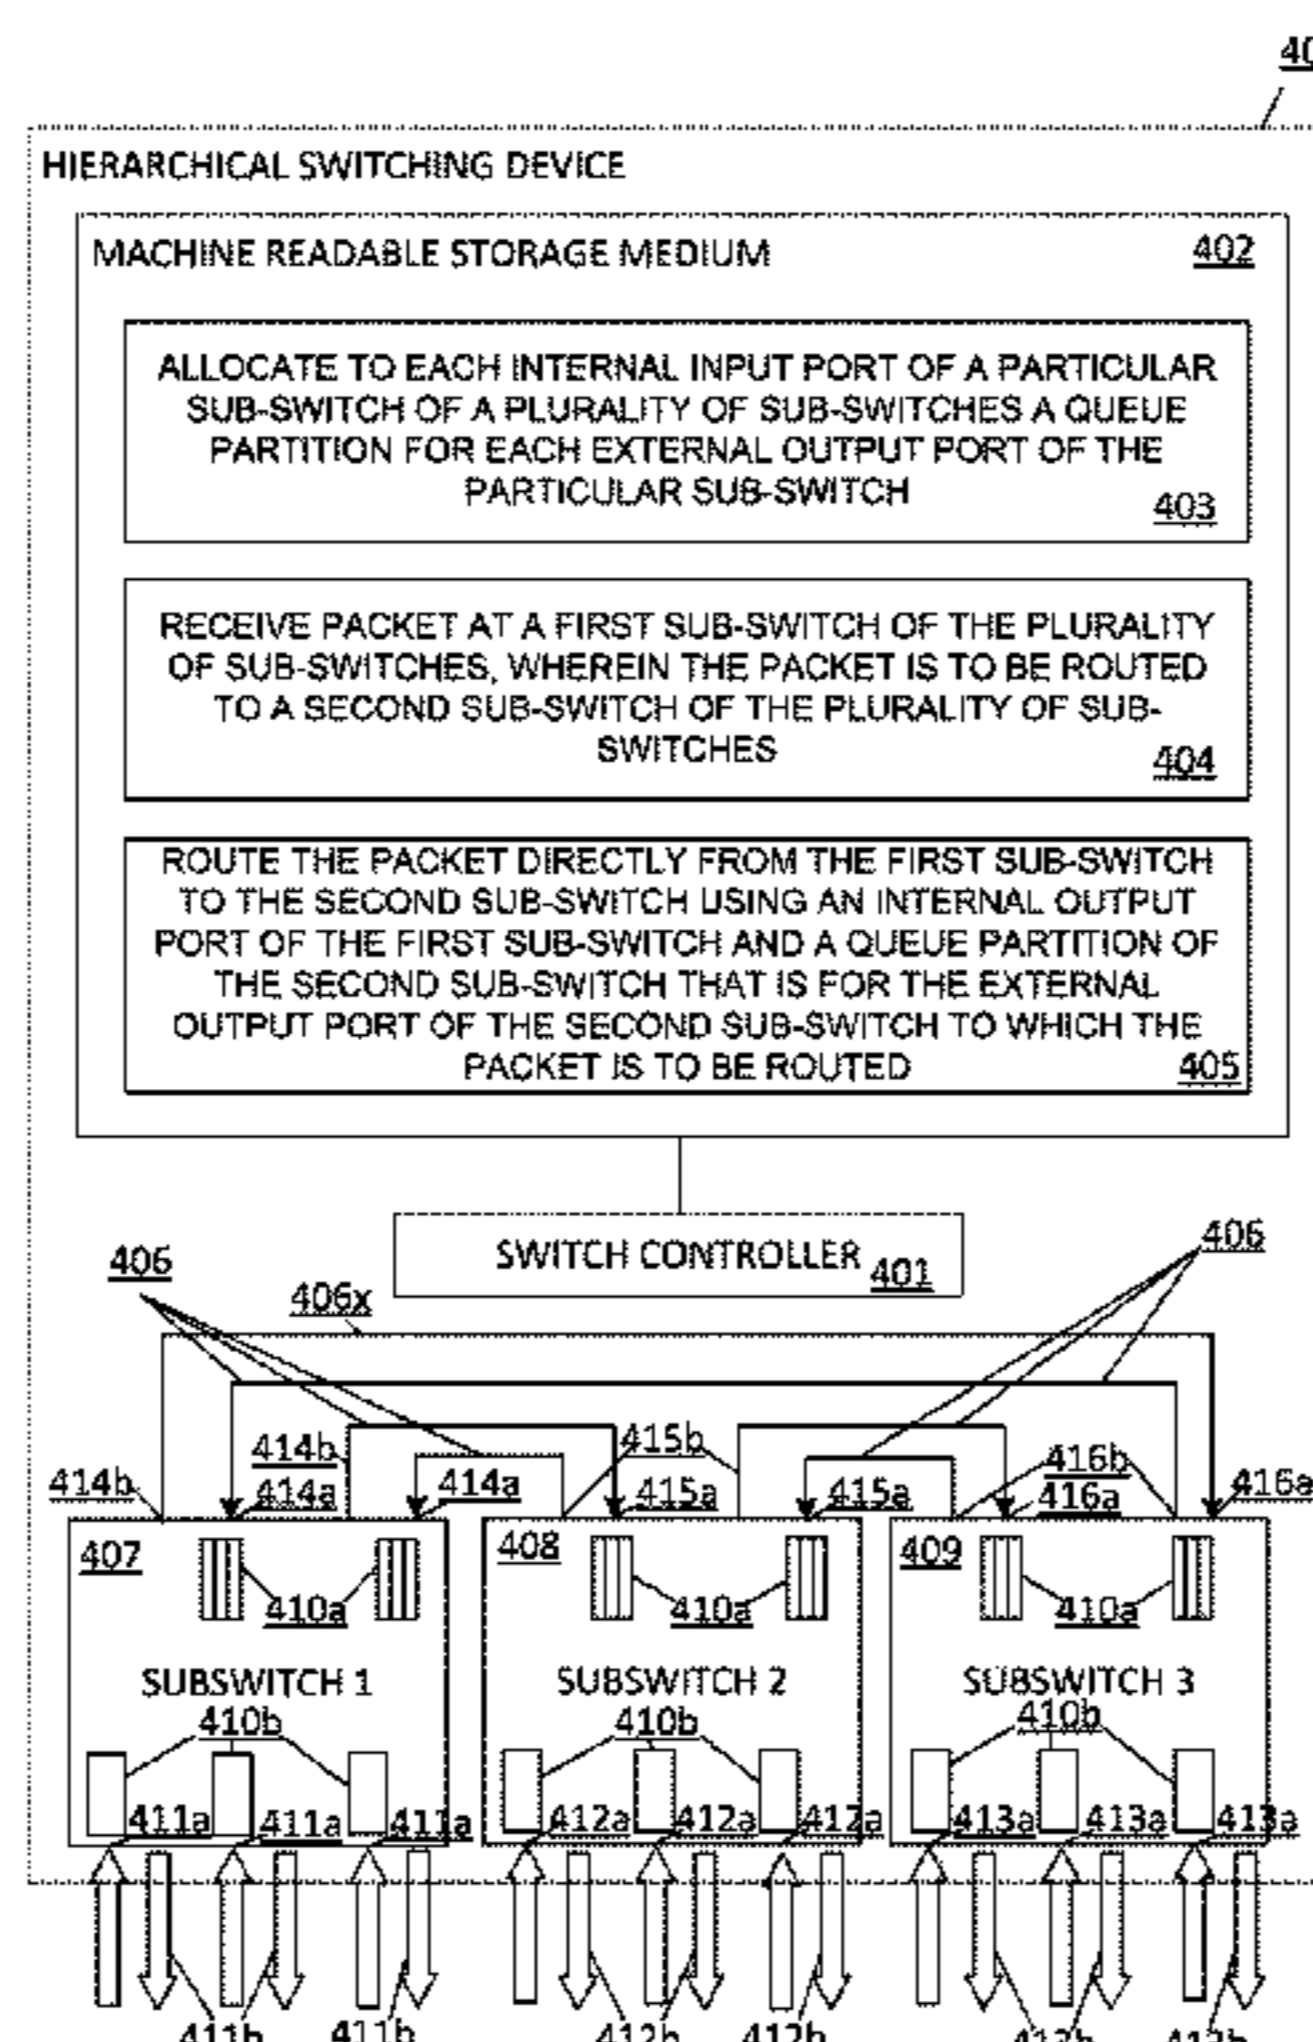 40
HIERARCHICAL SWITCHING DEVICE
MACHINE READABLE STORAGE MEDIUM
402
ALLOCATE TO EACH INTERNAL INPUT PORT OF A PARTICULAR
SUB-SWITCH OF A PLURALITY OF SUB-SWITCHES A QUEUE
PARTITION FOR EACH EXTERNAL OUTPUT PORT OF THE
PARTICULAR SUB-SWITCH
403
RECEIVE PACKET AT A FIRST SUB-SWITCH OF THE PLURALITY
OF SUB-SWITCHES, WHEREIN THE PACKET IS TO BE ROUTED
TO A SECOND SUB-SWITCH OF THE PLURALITY OF SUB-
SWITCHES
404
ROUTE THE PACKET DIRECTLY FROM THE FIRST SUB-SWITCH
TO THE SECOND SUB-SWITCH USING AN INTERNAL OUTPUT
PORT OF THE FIRST SUB-SWITCH AND A QUEUE PARTITION OF
THE SECOND SUB-SWITCH THAT IS FOR THE EXTERNAL
OUTPUT PORT OF THE SECOND SUB-SWITCH TO WHICH THE
PACKET IS TO BE ROUTED
405
SWITCH CONTROLLER 401
406 406
406x
414b 415b 416b
414b 414a 414a 415a 415a 416a 416a
407 408 409
410a 410a 410a
SUBSWITCH 1 SUBSWITCH 2 SUBSWITCH 3
410b 410b 410b
411a 411a 411a 412a 412a 412a 413a 413a 413a
411b 411b 412b 412b